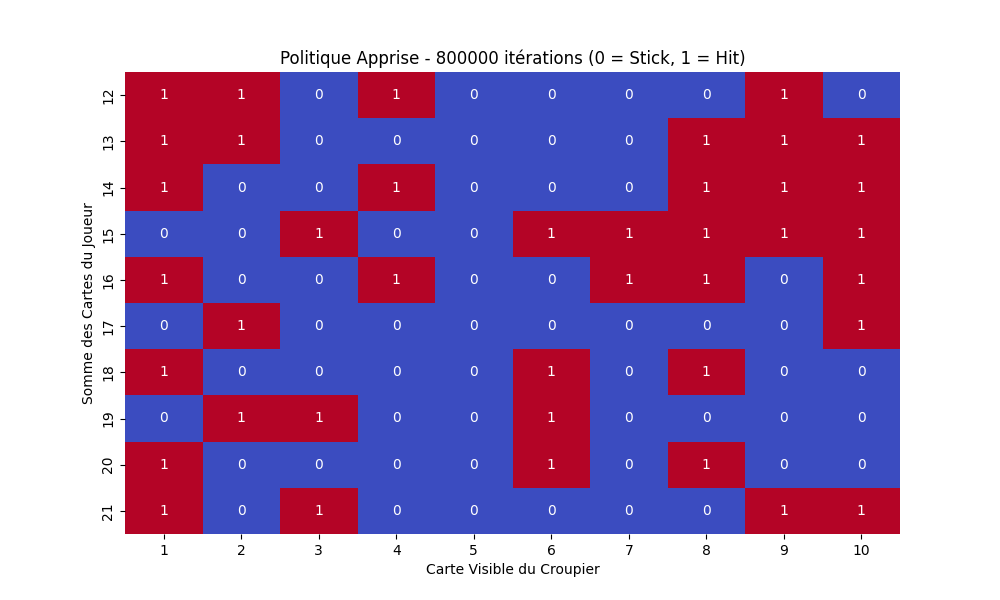 Politique Apprise - 800000 itérations (0 = Stick, 1 = Hit)
Somme des Cartes du Joueur
12 1 1 0 1 0 0 0 0 1 0
13 1 1 0 0 0 0 0 1 1 1
14 1 0 0 1 0 0 0 1 1 1
15 0 0 1 0 0 1 1 1 1 1
16 1 0 0 1 0 0 1 1 0 1
17 0 1 0 0 0 0 0 0 0 1
18 1 0 0 0 0 1 0 1 0 0
19 0 1 1 0 0 1 0 0 0 0
20 1 0 0 0 0 1 0 1 0 0
21 1 0 1 0 0 0 0 0 1 1
1 2 3 4 5 6 7 8 9 10
Carte Visible du Croupier